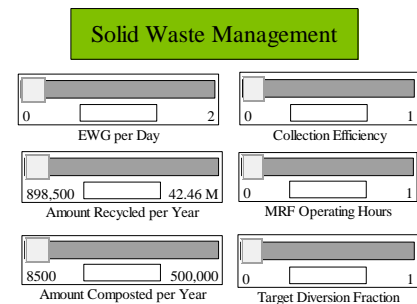 Solid Waste Management
0 2 0 1
EWG per Day Collection Efficiency
898,500 42.46 M 0 1
Amount Recycled per Year MRF Operating Hours
8500 500,000 0 1
Amount Composted per Year Target Diversion Fraction